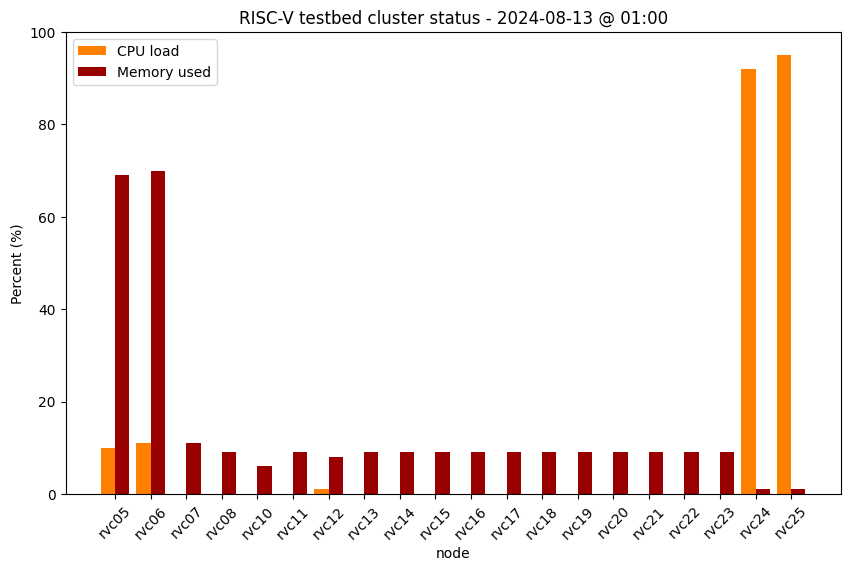 RISC-V testbed cluster status - 2024-08-13 @ 01:00
CPU load
Memory used
Percent (%)
100
80
60
40
20
0
rvc05
rvc06
rvc07
rvc08
rvc10
rvc11
rvc12
rvc13
rvc14
rvc15
rvc16
rvc17
rvc18
rvc19
rvc20
rvc21
rvc22
rvc23
rvc24
rvc25
node